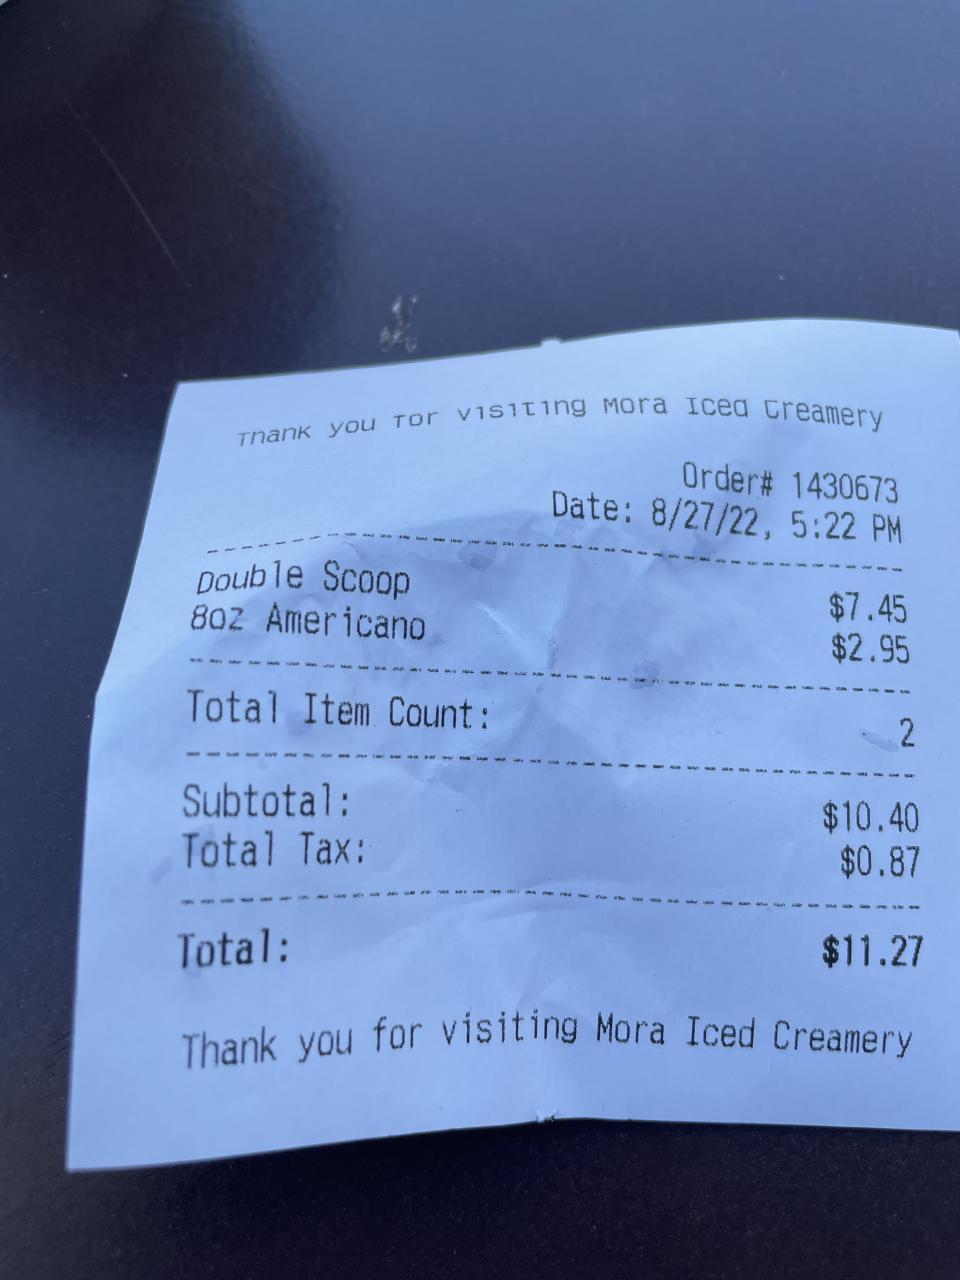 Thank you for visiting Mora Iced Creamery
Order# 1430673
Date: 8/27/22, 5:22 PM
Double Scoop $7.45
8oz Americano $2.95
Total Item Count: 2
Subtotal: $10.40
Total Tax: $0.87
Total: $11.27
Thank you for visiting Mora Iced Creamery